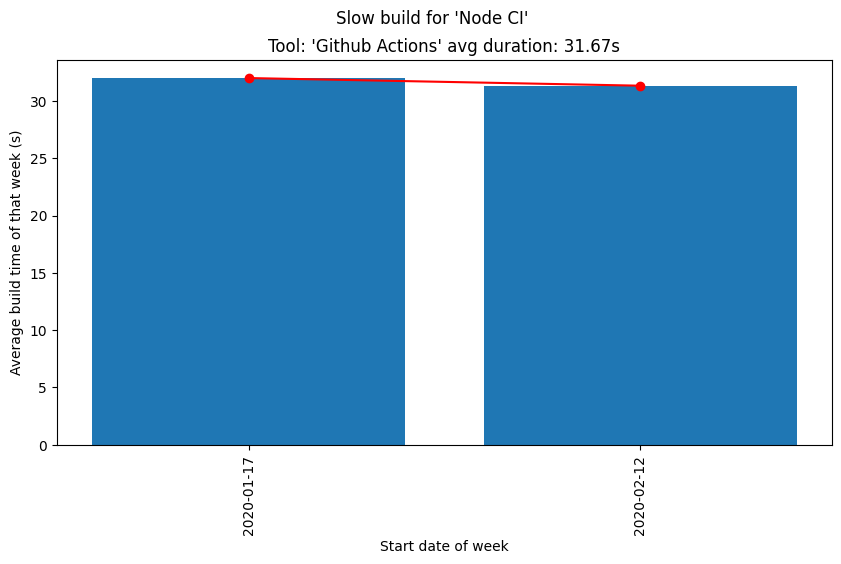 Slow build for 'Node CI'
Tool: 'Github Actions' avg duration: 31.67s
Average build time of that week (s)
30
25
20
15
10
5
0
2020-01-17
2020-02-12
Start date of week